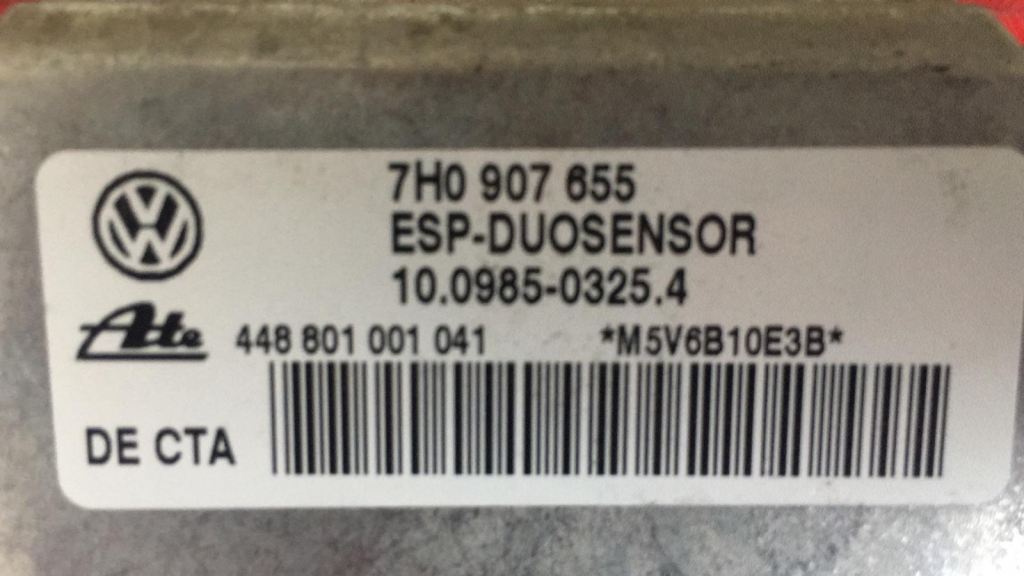 7H0 907 655
ESP-DUOSENSOR
10.0985-0325.4
Ate 448 801 001 041 *M5V6B10E3B*
DE CTA